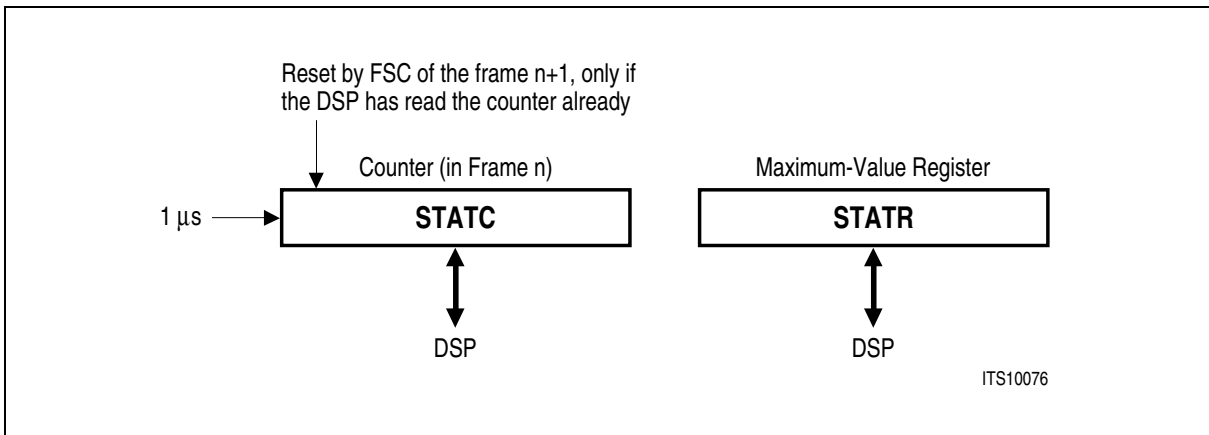 Reset by FSC of the frame n+1, only if
the DSP has read the counter already
Counter (in Frame n)
Maximum-Value Register
1 µs
STATC
STATR
DSP
DSP
ITS10076